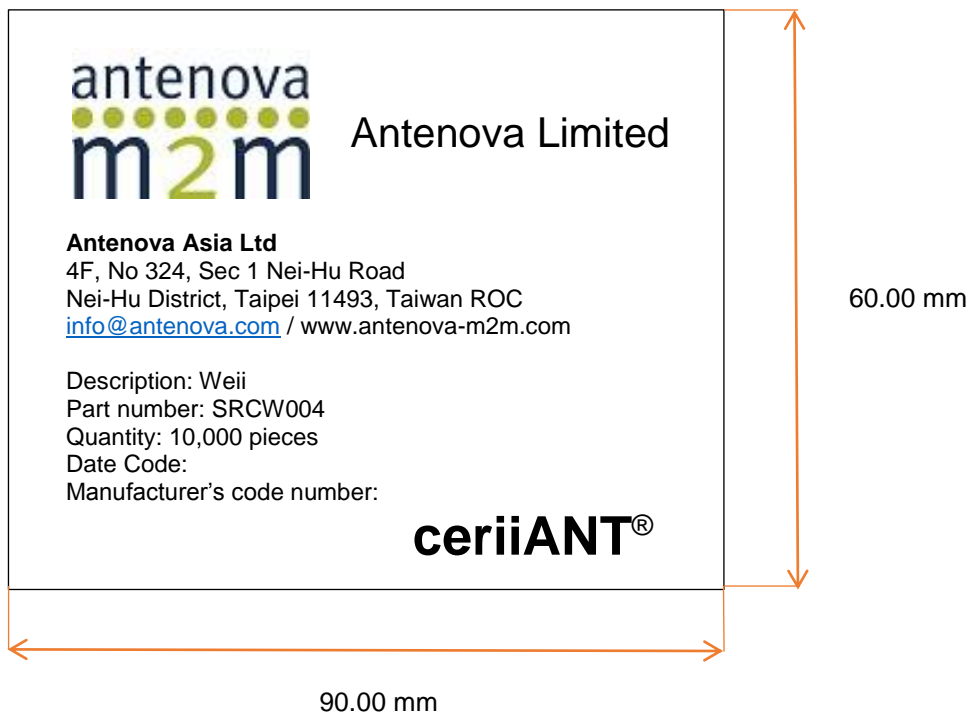 antenova
m2m
Antenova Limited
Antenova Asia Ltd
4F, No 324, Sec 1 Nei-Hu Road
Nei-Hu District, Taipei 11493, Taiwan ROC
info@antenova.com / www.antenova-m2m.com
Description: Weii
Part number: SRCW004
Quantity: 10,000 pieces
Date Code:
Manufacturer’s code number:
ceriiANT®
60.00 mm
90.00 mm